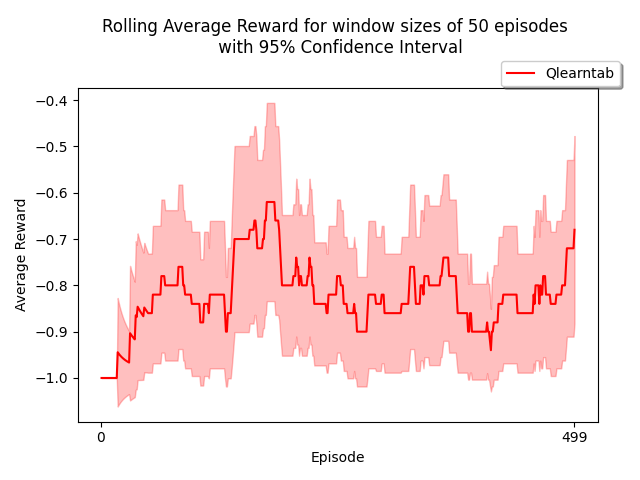 Rolling Average Reward for window sizes of 50 episodes
with 95% Confidence Interval
Qlearntab
−0.4
−0.5
−0.6
−0.7
−0.8
−0.9
−1.0
Average Reward
0
499
Episode